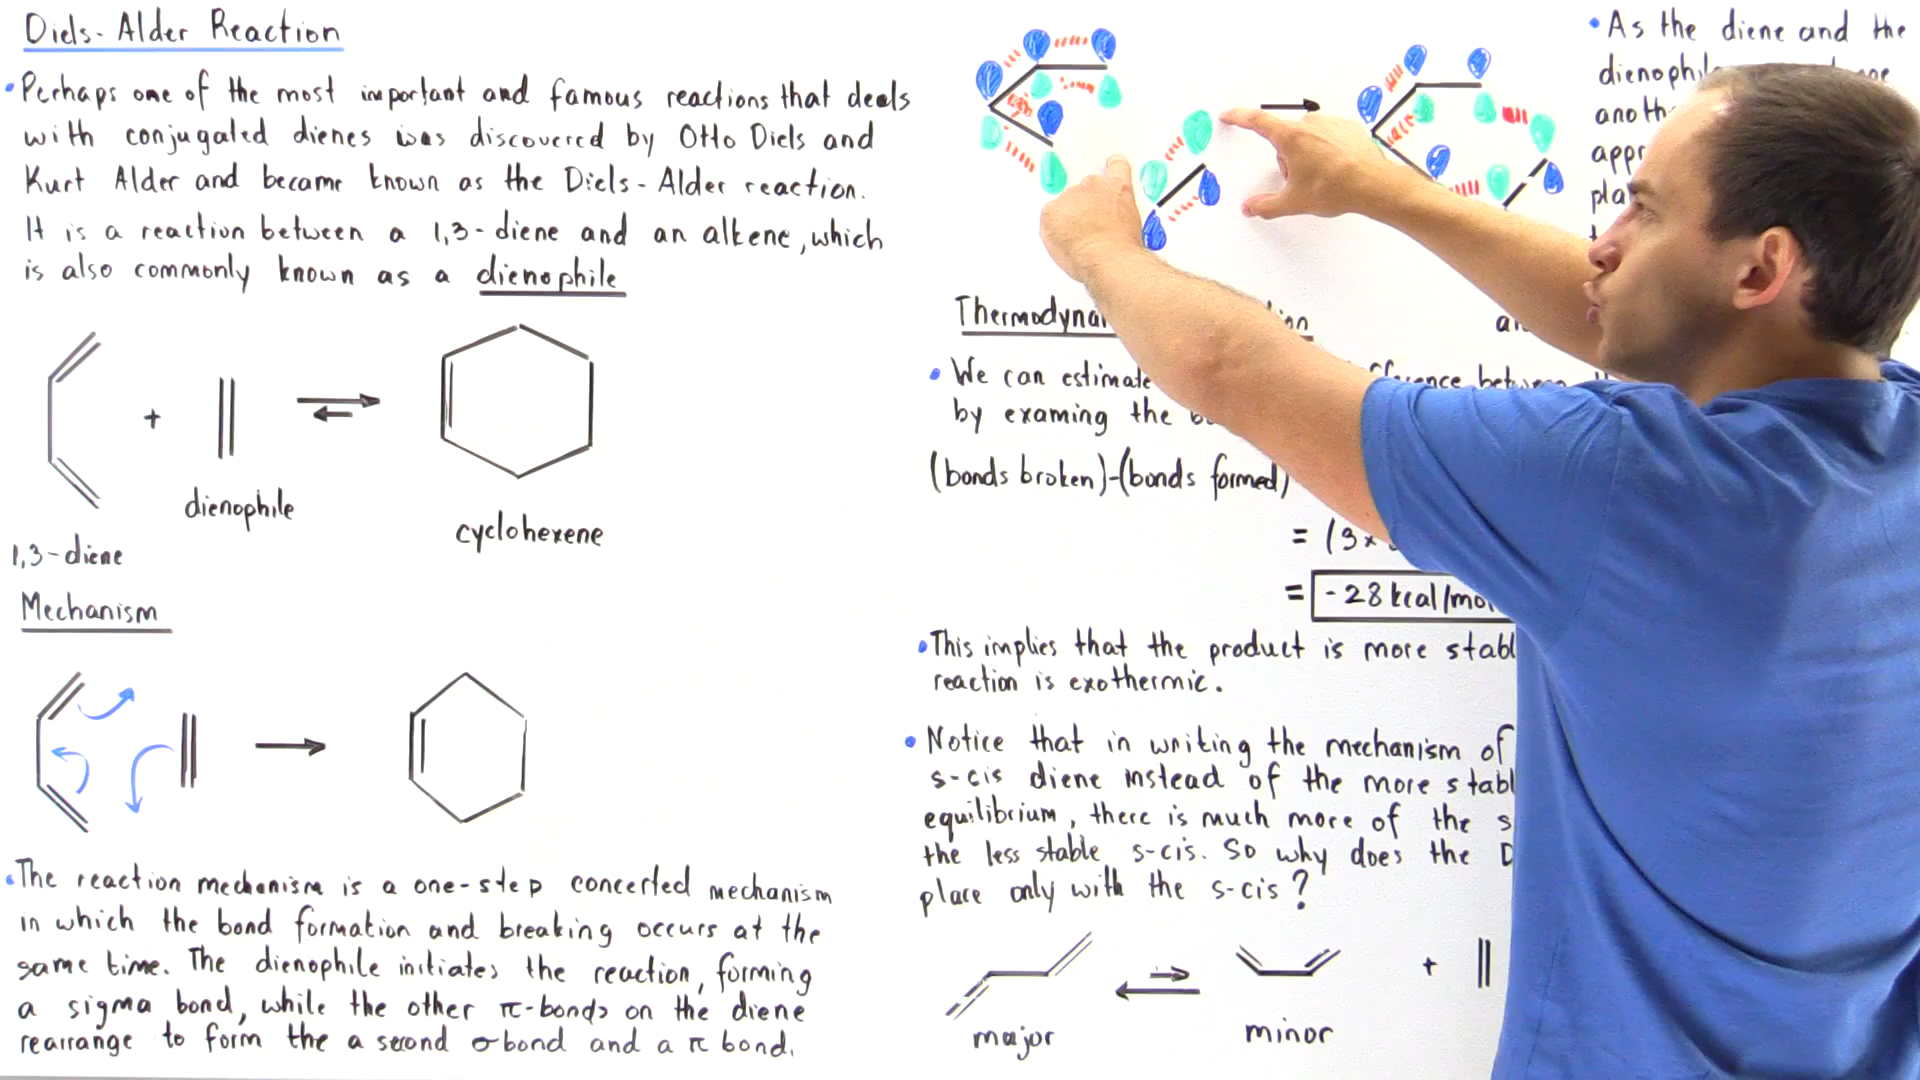 Diels-Alder Reaction
• Perhaps one of the most important and famous reactions that deals
with conjugated dienes was discovered by Otto Diels and
Kurt Alder and became known as the Diels-Alder reaction.
It is a reaction between a 1,3-diene and an alkene, which
is also commonly known as a dienophile
+
dienophile
cyclohexene
1,3-diene
Mechanism
• The reaction mechanism is a one-step concerted mechanism
in which the bond formation and breaking occurs at the
same time. The dienophile initiates the reaction, forming
a sigma bond, while the other π-bonds on the diene
rearrange to form the a second σ bond and a π bond.
• As the diene and the
Thermodyna
• We can estimate
by examing the
(bonds broken)-(bonds formed)
= (3x
= -28 kcal/mol
• This implies that the product is more stabl
reaction is exothermic.
• Notice that in writing the mechanism of
s-cis diene instead of the more stabl
equilibrium, there is much more of the s
the less stable s-cis. So why does the D
place only with the s-cis?
+
major
minor